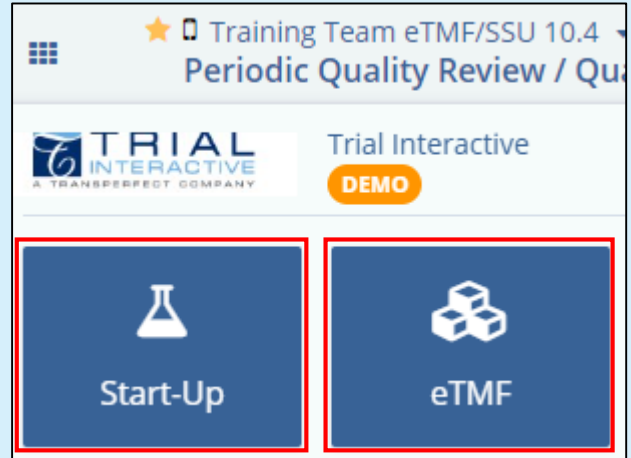 Training Team eTMF/SSU 10.4
Periodic Quality Review / Qua
TRIAL
INTERACTIVE
A TRANSPERFECT COMPANY
Trial Interactive
DEMO
Start-Up
eTMF